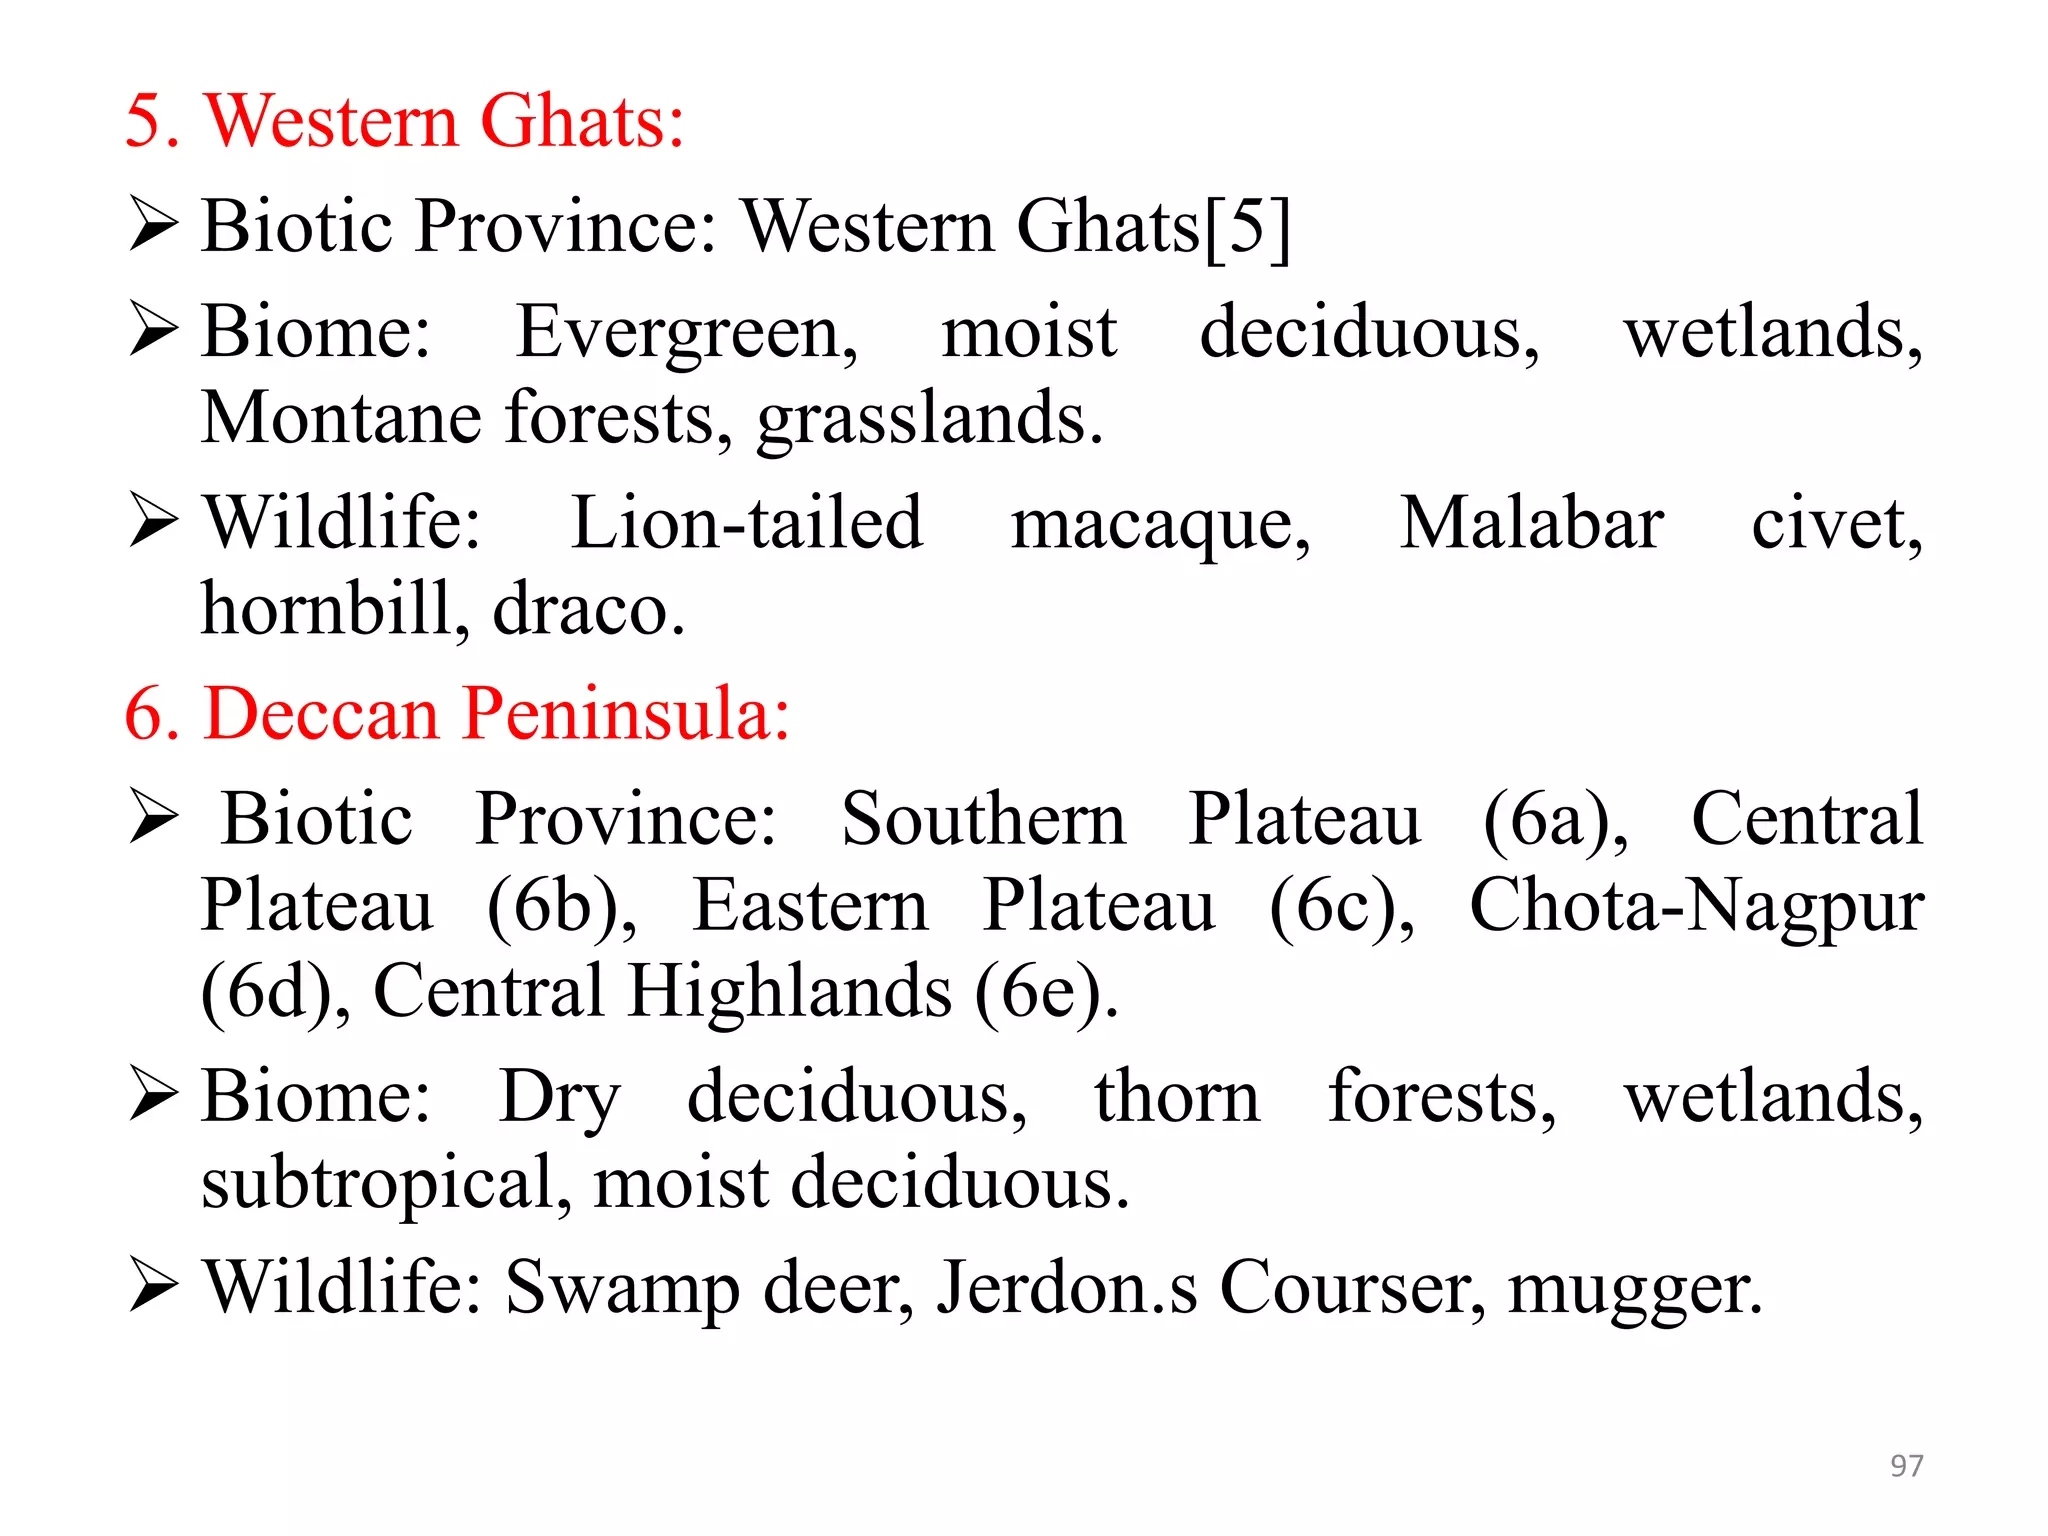 5. Western Ghats:
➢ Biotic Province: Western Ghats[5]
➢ Biome: Evergreen, moist deciduous, wetlands,
Montane forests, grasslands.
➢ Wildlife: Lion-tailed macaque, Malabar civet,
hornbill, draco.
6. Deccan Peninsula:
➢ Biotic Province: Southern Plateau (6a), Central
Plateau (6b), Eastern Plateau (6c), Chota-Nagpur
(6d), Central Highlands (6e).
➢ Biome: Dry deciduous, thorn forests, wetlands,
subtropical, moist deciduous.
➢ Wildlife: Swamp deer, Jerdon.s Courser, mugger.
97